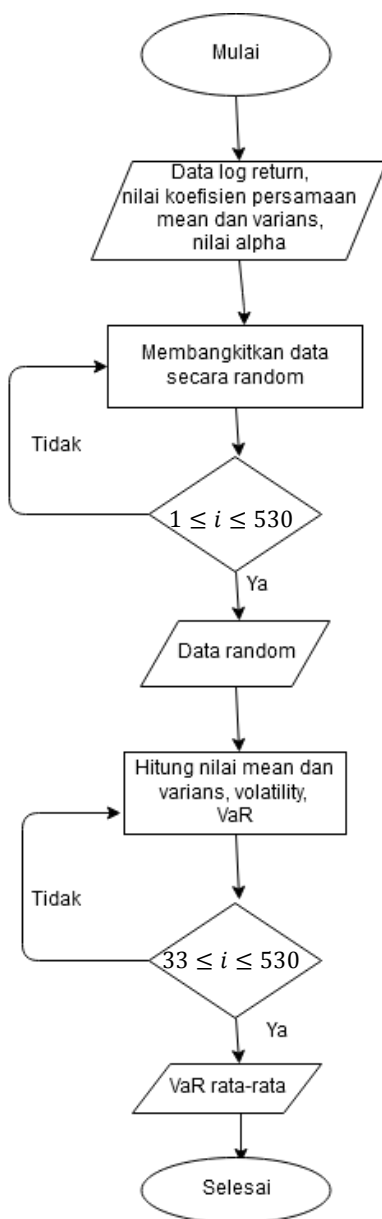 Mulai
Data log return,
nilai koefisien persamaan
mean dan varians,
nilai alpha
Membangkitkan data
secara random
Tidak
1 ≤ 𝑖 ≤ 530
Ya
Data random
Hitung nilai mean dan
varians, volatility,
VaR
Tidak
33 ≤ 𝑖 ≤ 530
Ya
VaR rata-rata
Selesai